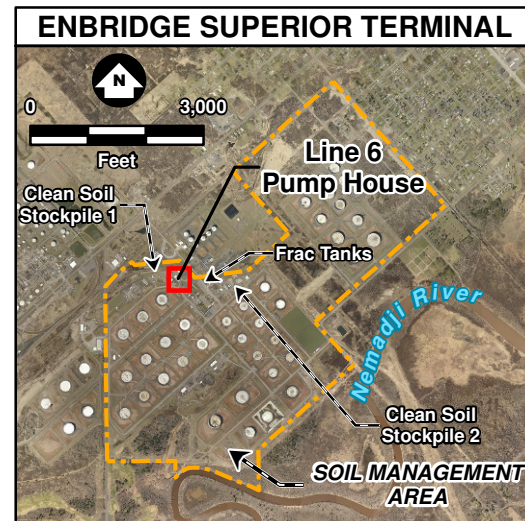 ENBRIDGE SUPERIOR TERMINAL
N
0 3,000
Feet
Line 6
Pump House
Clean Soil
Stockpile 1
Frac Tanks
Nemadji River
Clean Soil
Stockpile 2
SOIL MANAGEMENT
AREA